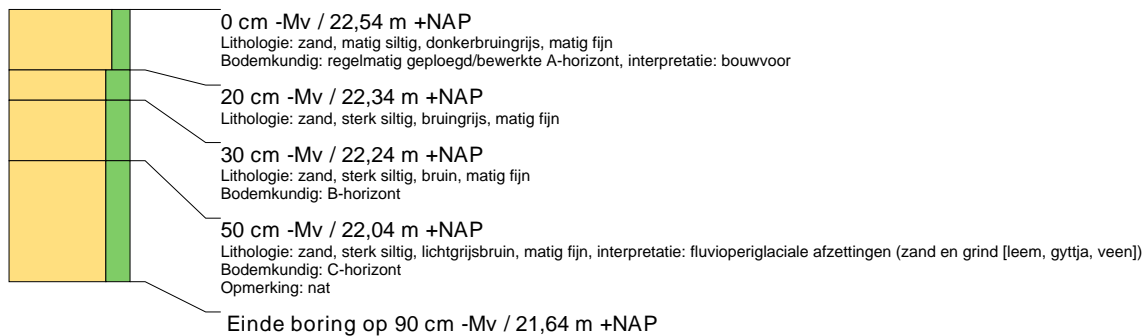 0 cm -Mv / 22,54 m +NAP
Lithologie: zand, matig siltig, donkerbruingrijs, matig fijn
Bodemkundig: regelmatig geploegd/bewerkte A-horizont, interpretatie: bouwvoor
20 cm -Mv / 22,34 m +NAP
Lithologie: zand, sterk siltig, bruingrijs, matig fijn
30 cm -Mv / 22,24 m +NAP
Lithologie: zand, sterk siltig, bruin, matig fijn
Bodemkundig: B-horizont
50 cm -Mv / 22,04 m +NAP
Lithologie: zand, sterk siltig, lichtgrijsbruin, matig fijn, interpretatie: fluvioperiglaciale afzettingen (zand en grind [leem, gyttja, veen])
Bodemkundig: C-horizont
Opmerking: nat
Einde boring op 90 cm -Mv / 21,64 m +NAP